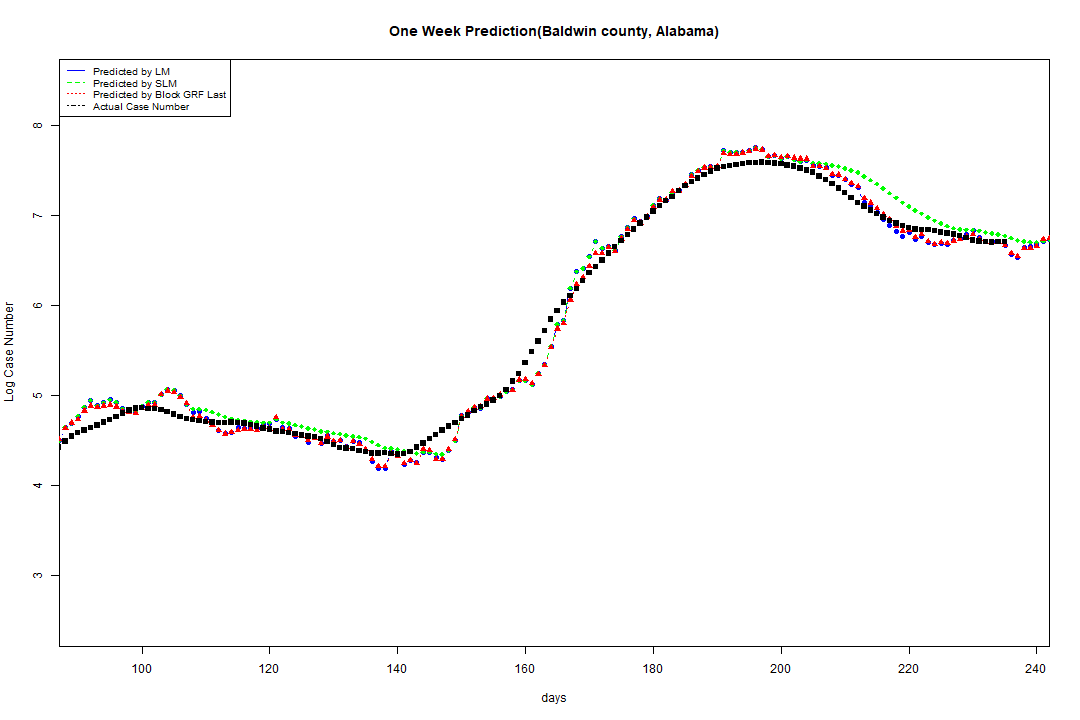 One Week Prediction(Baldwin county, Alabama)
Predicted by LM
Predicted by SLM
Predicted by Block GRF Last
Actual Case Number
8
7
6
5
4
3
Log Case Number
100 120 140 160 180 200 220 240
days